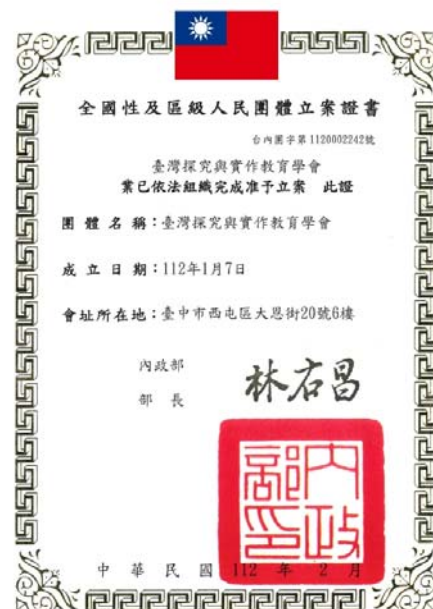 全國性及區級人民團體立案證書
台內團字第1120002242號
臺灣探究與實作教育學會
業已依法組織完成准予立案 此證
團體名稱：臺灣探究與實作教育學會
成立日期：112年1月7日
會址所在地：臺中市西屯區大恩街20號6樓
內政部
部長
林右昌
內政部印
中華民國 112 年 2 月